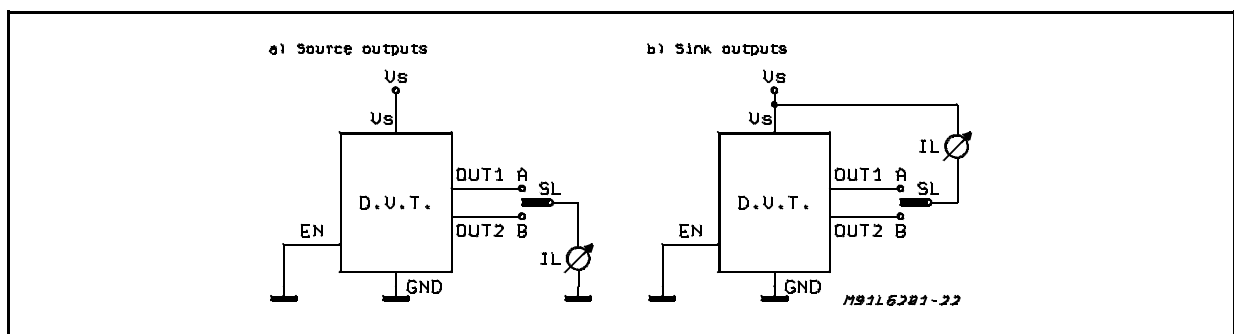 a) Source outputs
Vs
Vs
OUT1 A
SL
D.V.T.
OUT2 B
EN
IL
GND
b) Sink outputs
Vs
Vs
IL
OUT1 A
SL
D.V.T.
OUT2 B
EN
GND
M91L6201-22